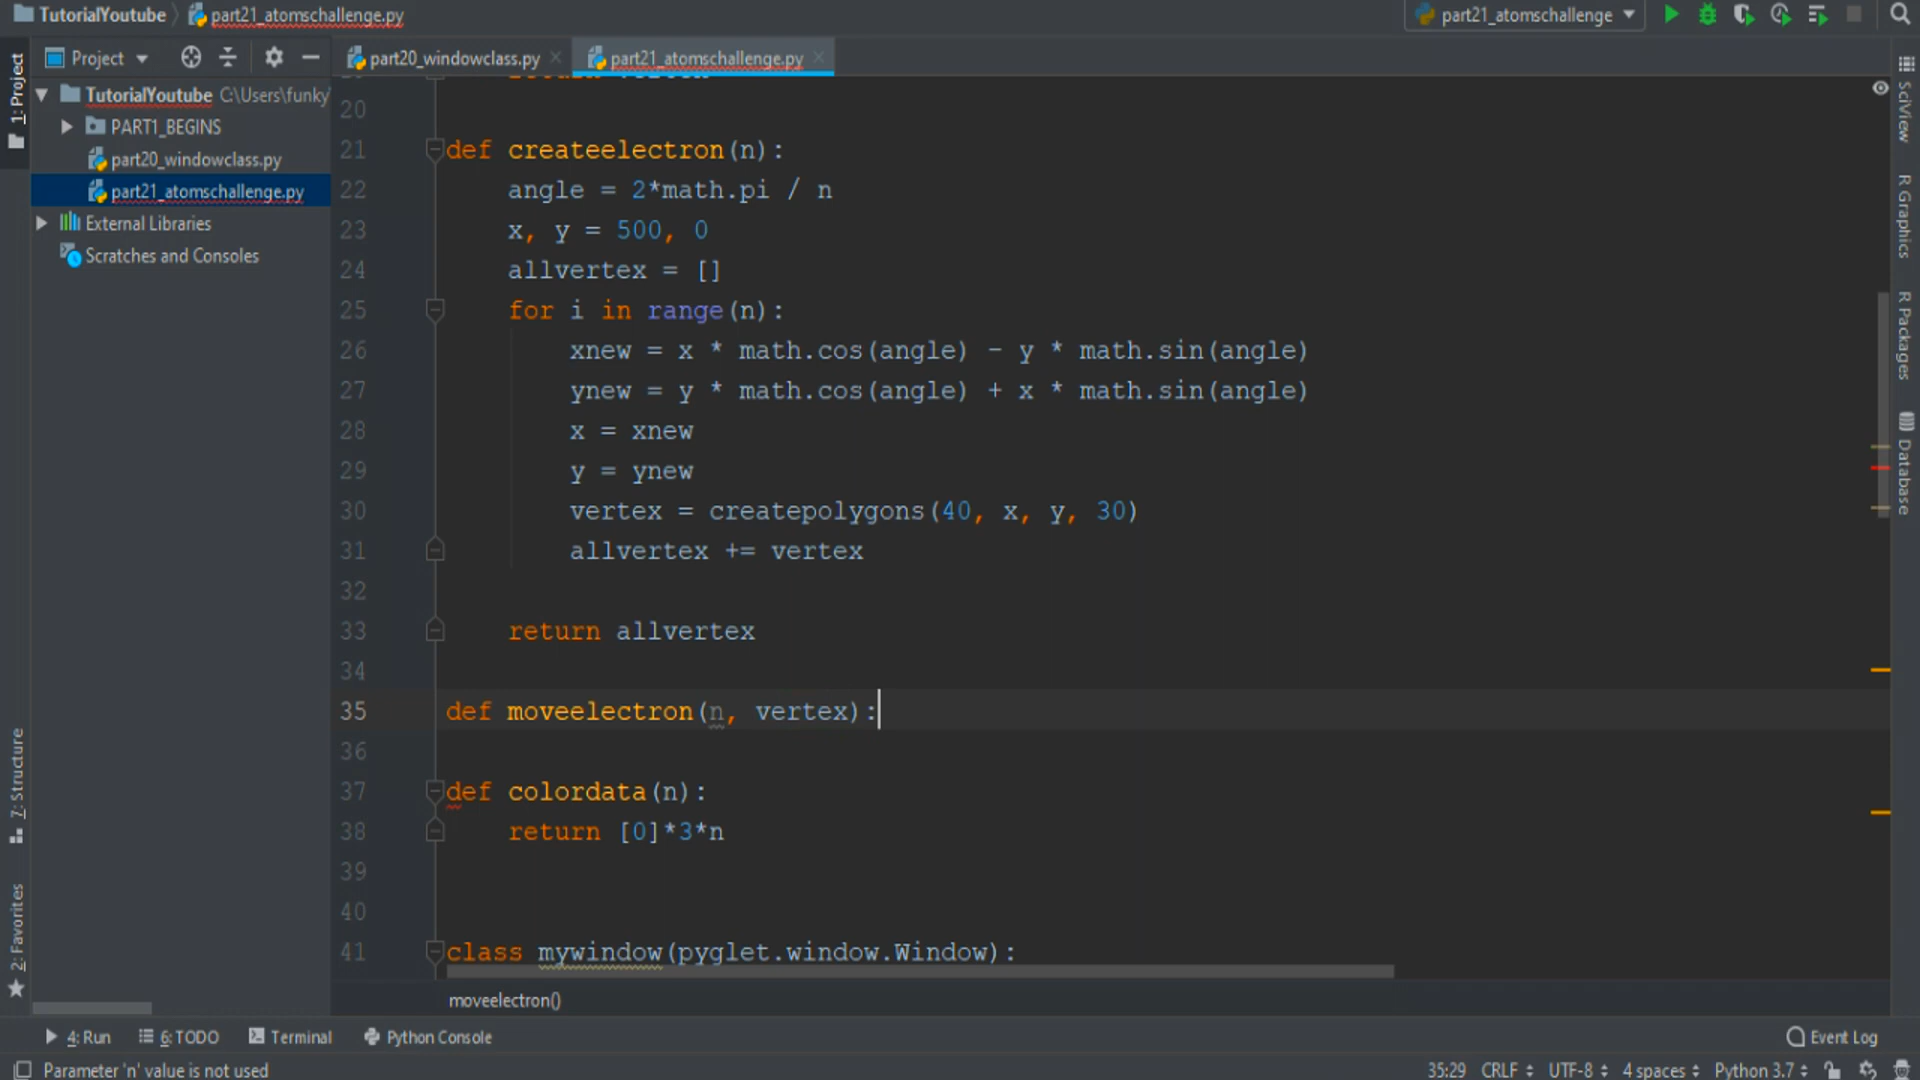 TutorialYoutube part21_atomschallenge.py
part21_atomschallenge
1: Project
Project
part20_windowclass.py
part21_atomschallenge.py
TutorialYoutube C:\Users\funky
PART1_BEGINS
part20_windowclass.py
part21_atomschallenge.py
External Libraries
Scratches and Consoles
20
21 def createelectron(n):
22 angle = 2*math.pi / n
23 x, y = 500, 0
24 allvertex = []
25 for i in range(n):
26 xnew = x * math.cos(angle) - y * math.sin(angle)
27 ynew = y * math.cos(angle) + x * math.sin(angle)
28 x = xnew
29 y = ynew
30 vertex = createpolygons(40, x, y, 30)
31 allvertex += vertex
32
33 return allvertex
34
35 def moveelectron(n, vertex):
36
37 def colordata(n):
38 return [0]*3*n
39
40
41 class mywindow(pyglet.window.Window):
moveelectron()
SciView
R Graphics
R Packages
Database
7: Structure
2: Favorites
4: Run
6: TODO
Terminal
Python Console
Event Log
Parameter 'n' value is not used
35:29 CRLF UTF-8 4 spaces Python 3.7